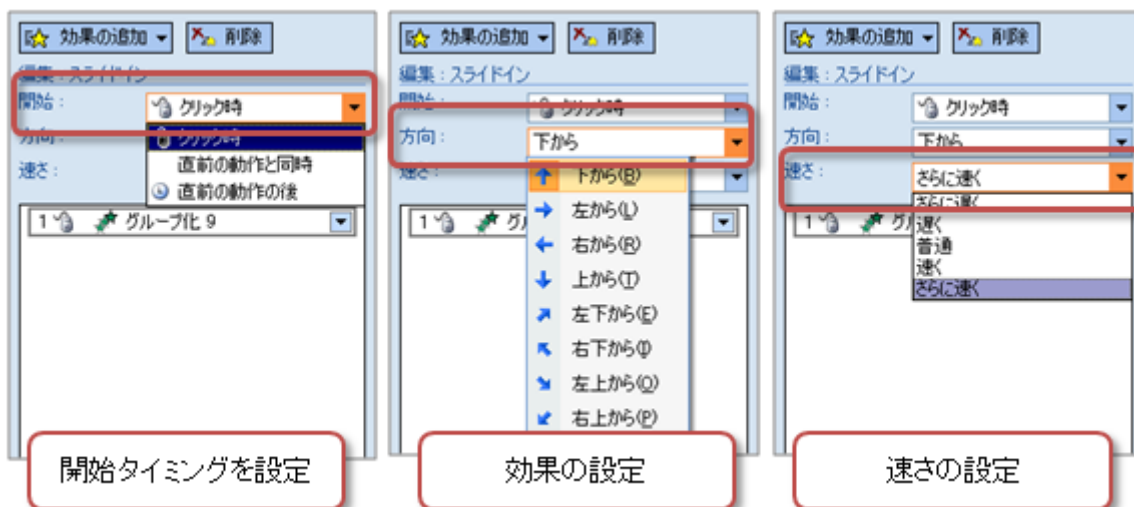 効果の追加
削除
編集：スライドイン
開始：
クリック時
方向：
クリック時
直前の動作と同時
速さ：
直前の動作の後
1
グループ化 9
開始タイミングを設定
効果の追加
削除
編集：スライドイン
開始：
クリック時
方向：
下から
速さ：
下から(B)
左から(L)
1
右から(R)
上から(T)
左下から(E)
右下から(I)
左上から(O)
右上から(P)
効果の設定
効果の追加
削除
編集：スライドイン
開始：
クリック時
方向：
下から
速さ：
さらに速く
さらに遅く
1
遅く
普通
速く
さらに速く
速さの設定